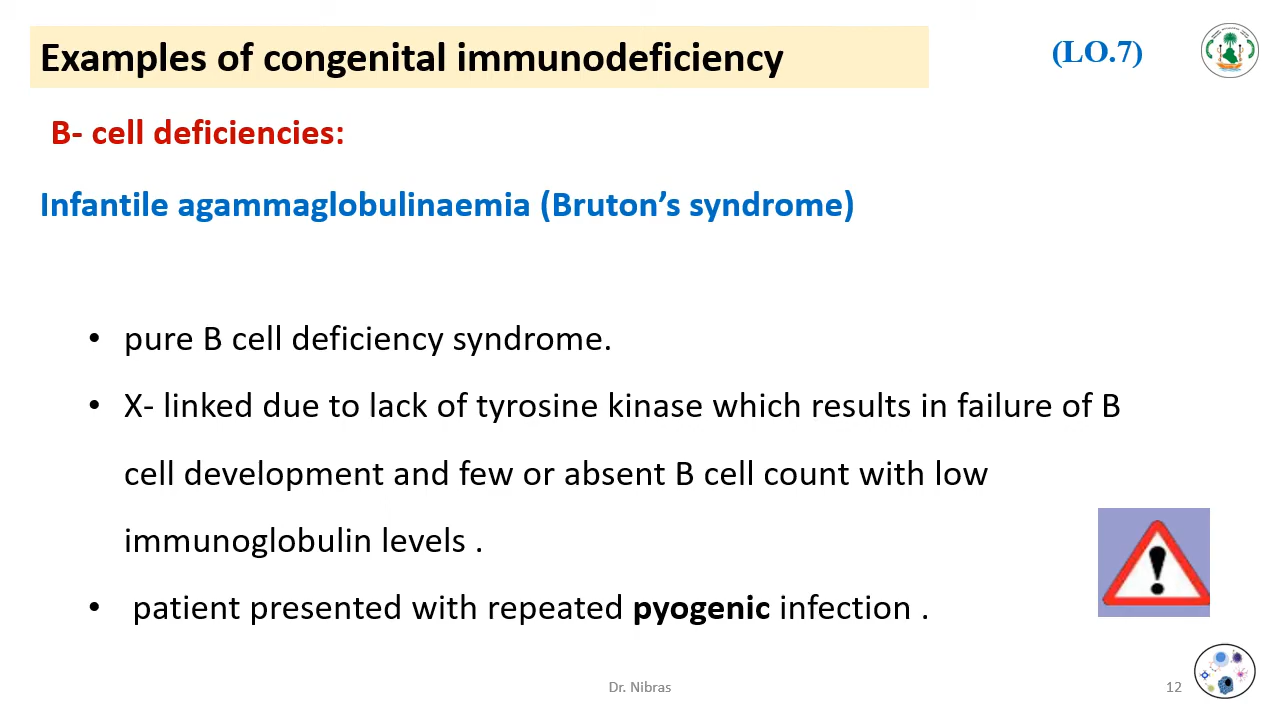 Examples of congenital immunodeficiency
(LO.7)
B- cell deficiencies:
Infantile agammaglobulinaemia (Bruton’s syndrome)
• pure B cell deficiency syndrome.
• X- linked due to lack of tyrosine kinase which results in failure of B
cell development and few or absent B cell count with low
immunoglobulin levels .
• patient presented with repeated pyogenic infection .
Dr. Nibras
12